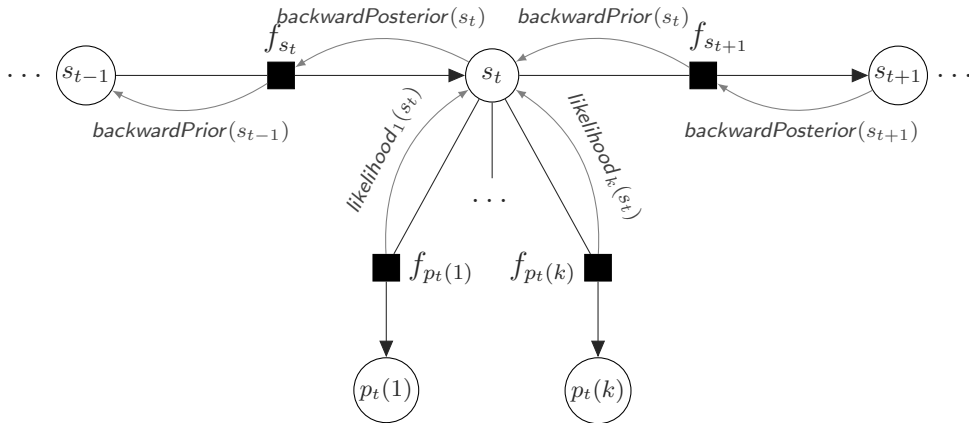 backwardPosterior(s_t) backwardPrior(s_t)
f_{s_t} f_{s_{t+1}}
⋯ s_{t−1} s_t s_{t+1} ⋯
backwardPrior(s_{t−1}) backwardPosterior(s_{t+1})
likelihood_1(s_t) likelihood_k(s_t)
⋯
f_{p_t(1)} f_{p_t(k)}
p_t(1) p_t(k)